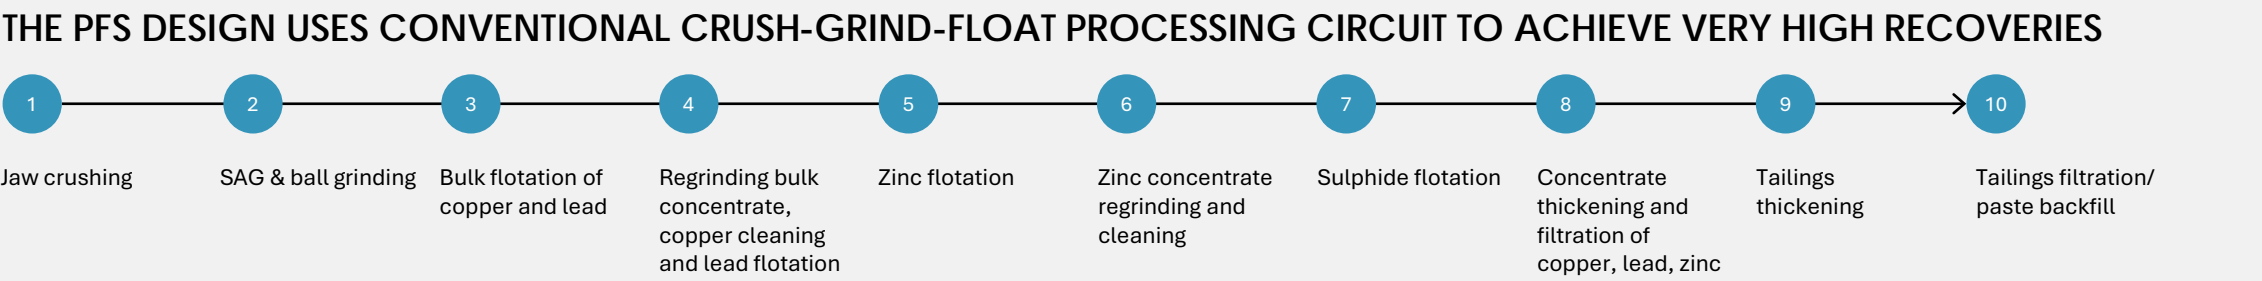 THE PFS DESIGN USES CONVENTIONAL CRUSH-GRIND-FLOAT PROCESSING CIRCUIT TO ACHIEVE VERY HIGH RECOVERIES
1
2
3
4
5
6
7
8
9
10
Jaw crushing
SAG & ball grinding
Bulk flotation of
copper and lead
Regrinding bulk
concentrate,
copper cleaning
and lead flotation
Zinc flotation
Zinc concentrate
regrinding and
cleaning
Sulphide flotation
Concentrate
thickening and
filtration of
copper, lead, zinc
Tailings
thickening
Tailings filtration/
paste backfill